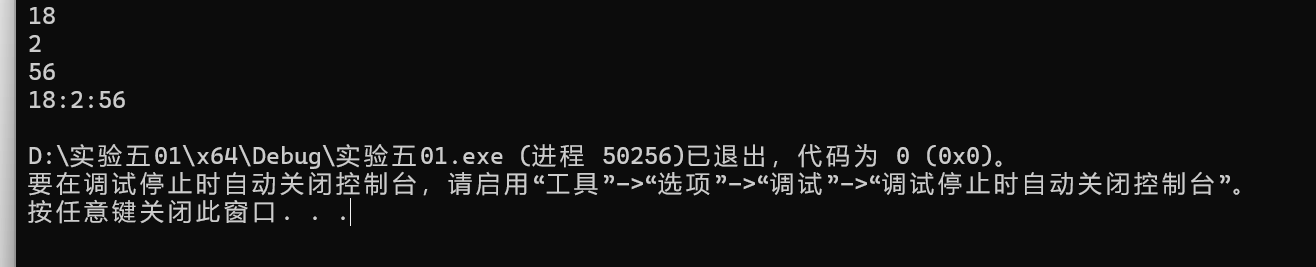 18
2
56
18:2:56
D:\实验五01\x64\Debug\实验五01.exe (进程 50256)已退出，代码为 0 (0x0)。
要在调试停止时自动关闭控制台，请启用“工具”->“选项”->“调试”->“调试停止时自动关闭控制台”。
按任意键关闭此窗口. . .